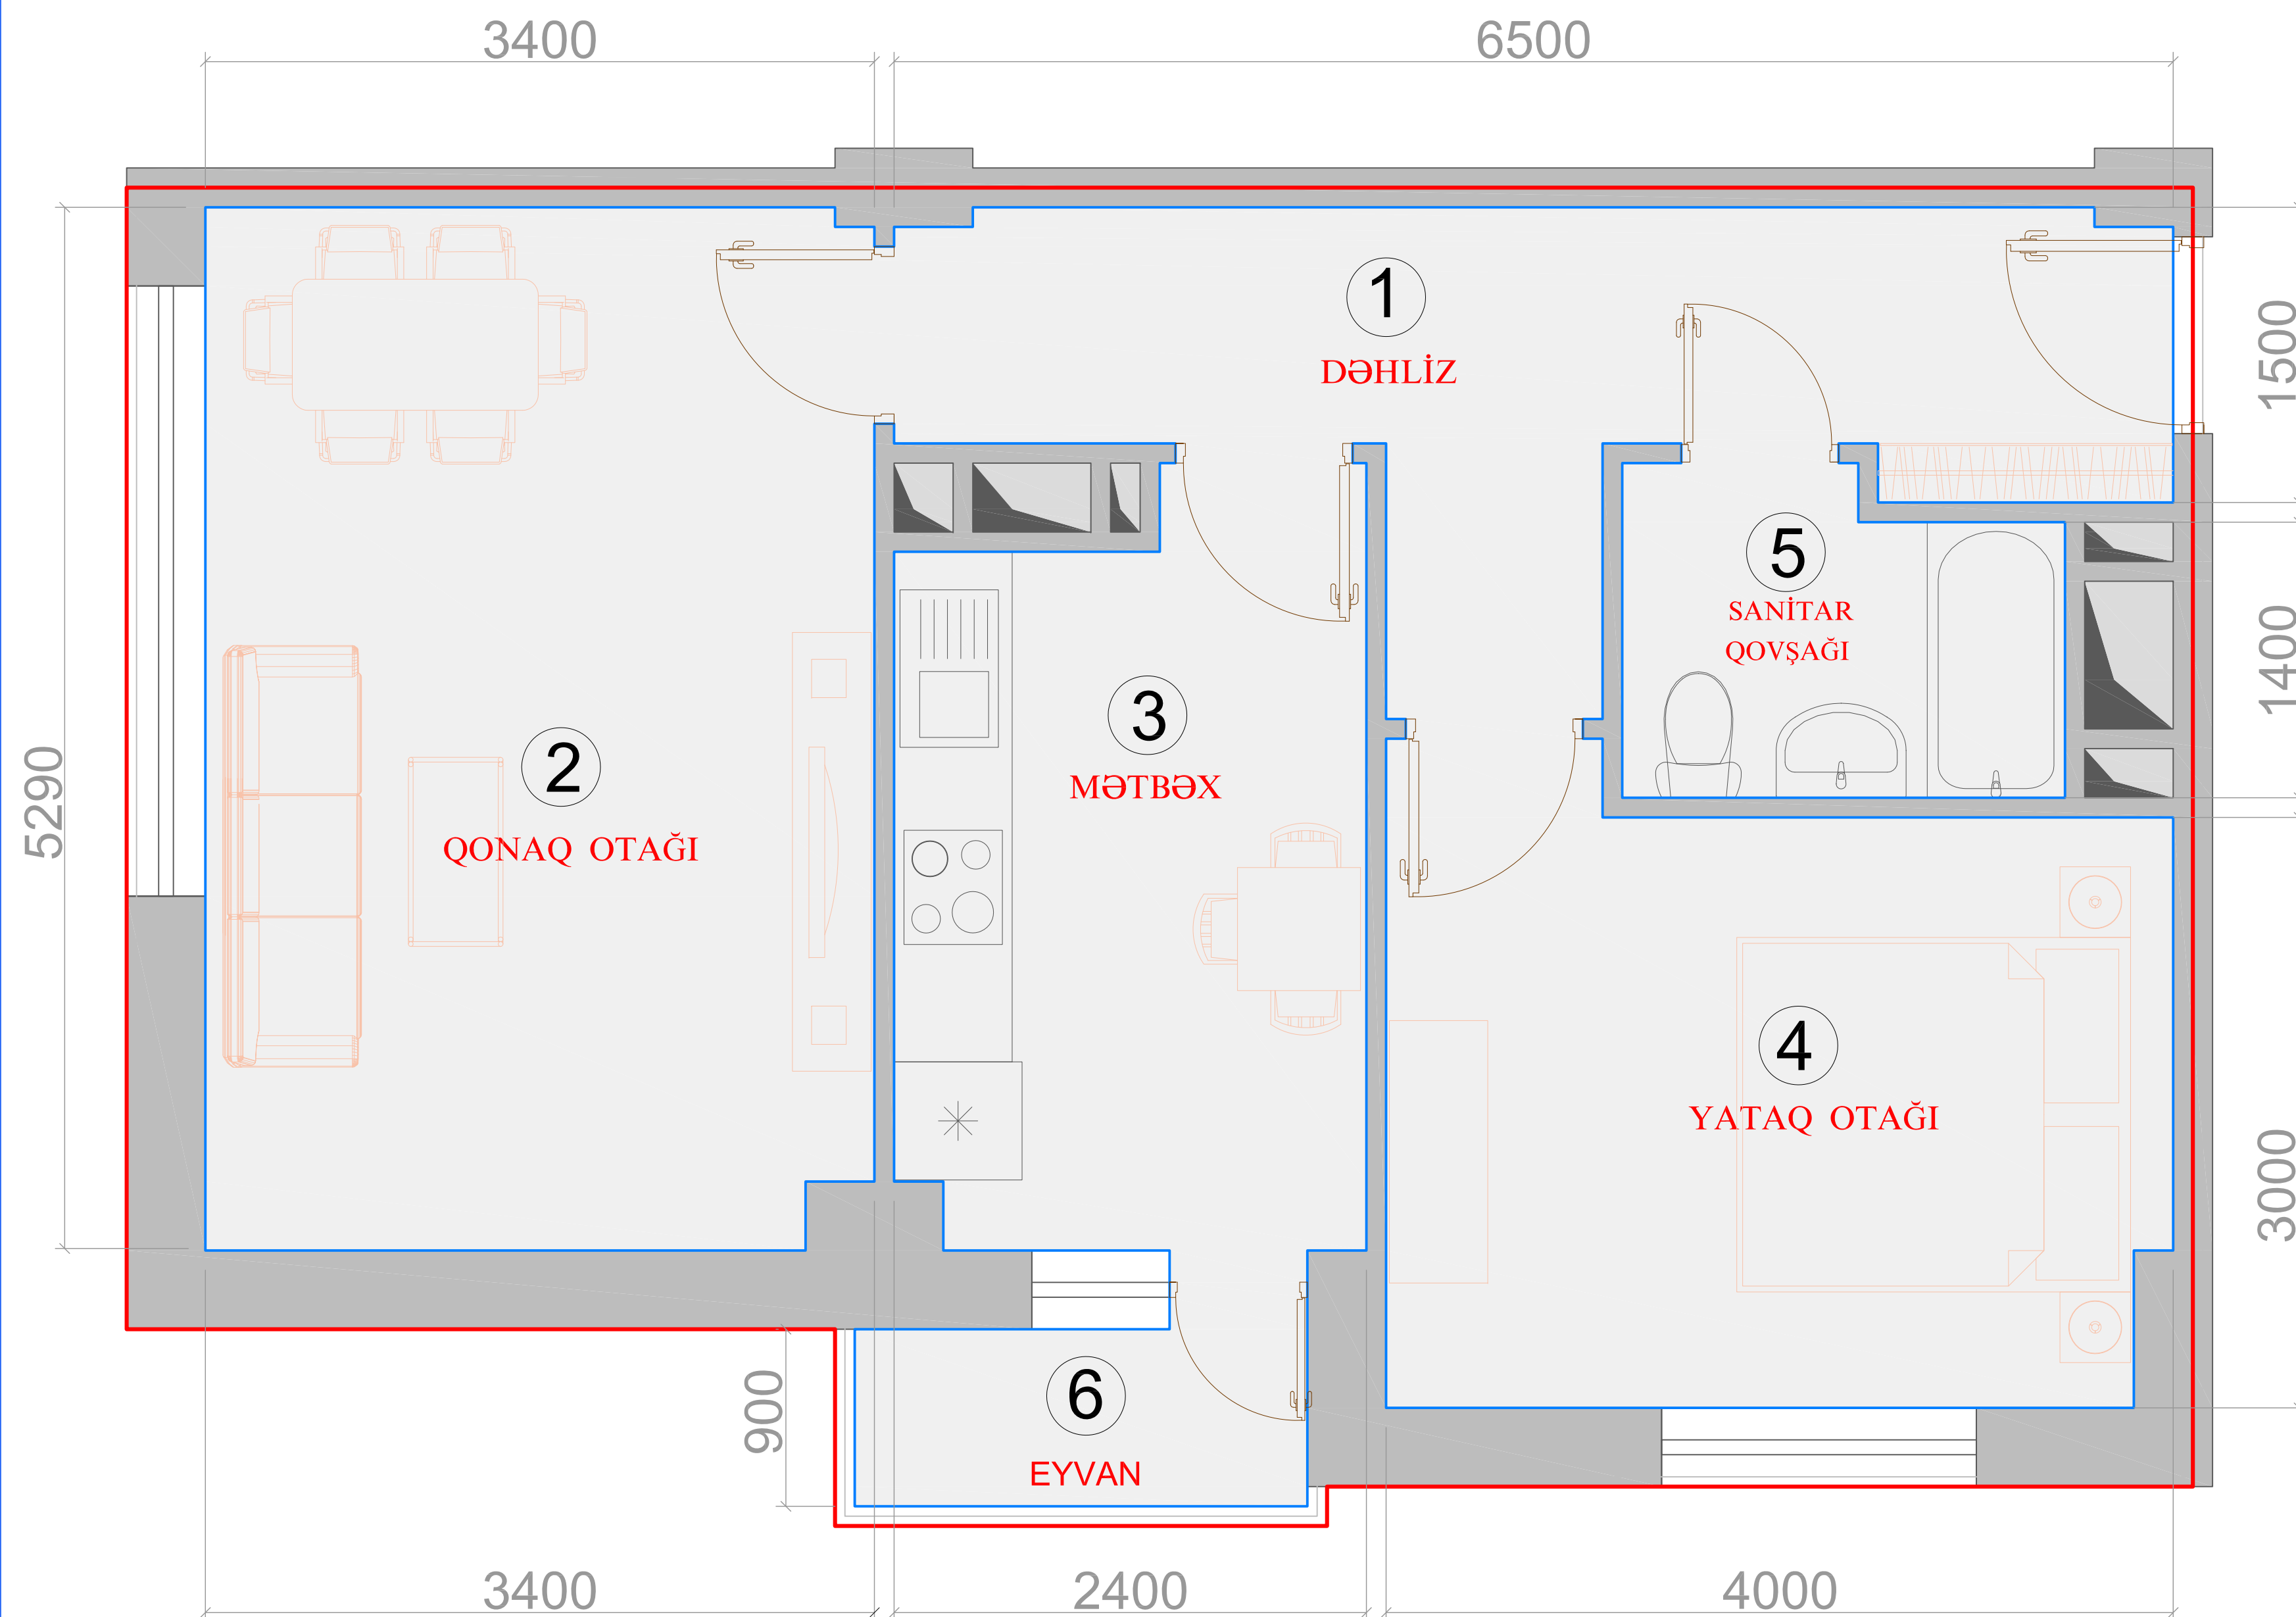 3400
6500
1
DƏHLİZ
1500
5
SANİTAR
QOVŞAĞI
1400
3
MƏTBƏX
2
QONAQ OTAĞI
5290
4
YATAQ OTAĞI
3000
6
EYVAN
900
3400
2400
4000